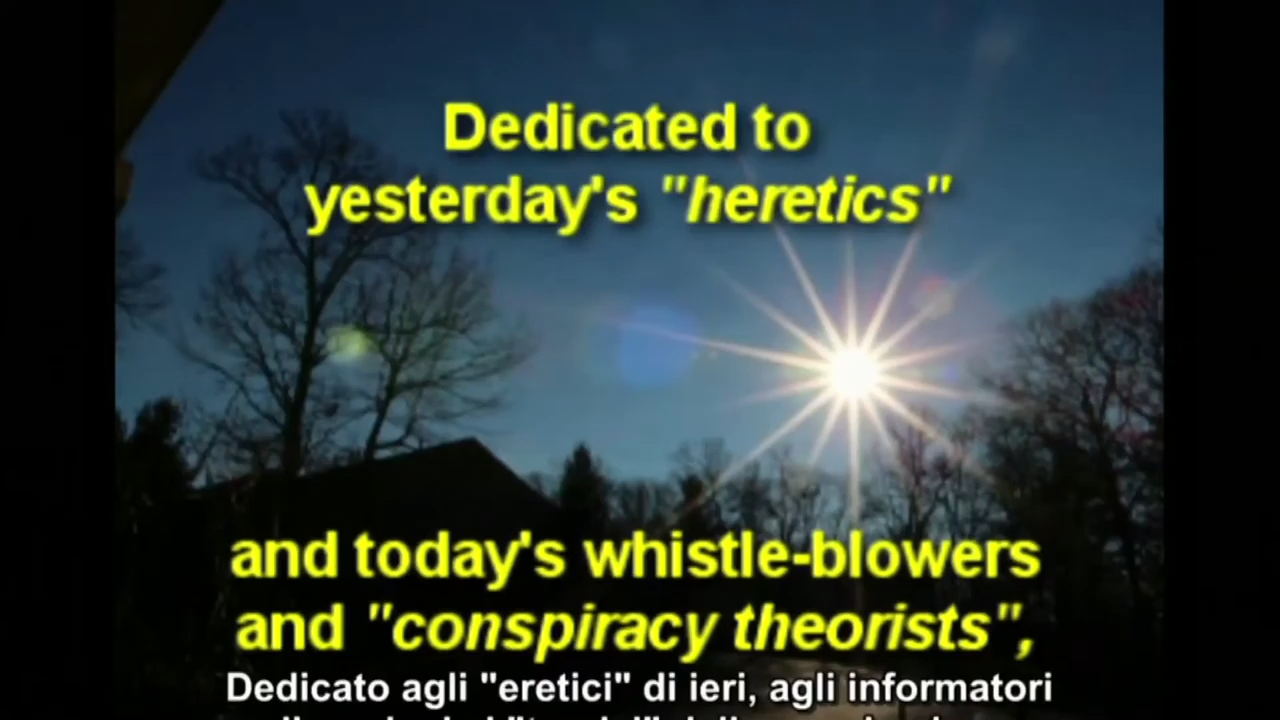 Dedicated to
yesterday's "heretics"
and today's whistle-blowers
and "conspiracy theorists",
Dedicato agli "eretici" di ieri, agli informatori